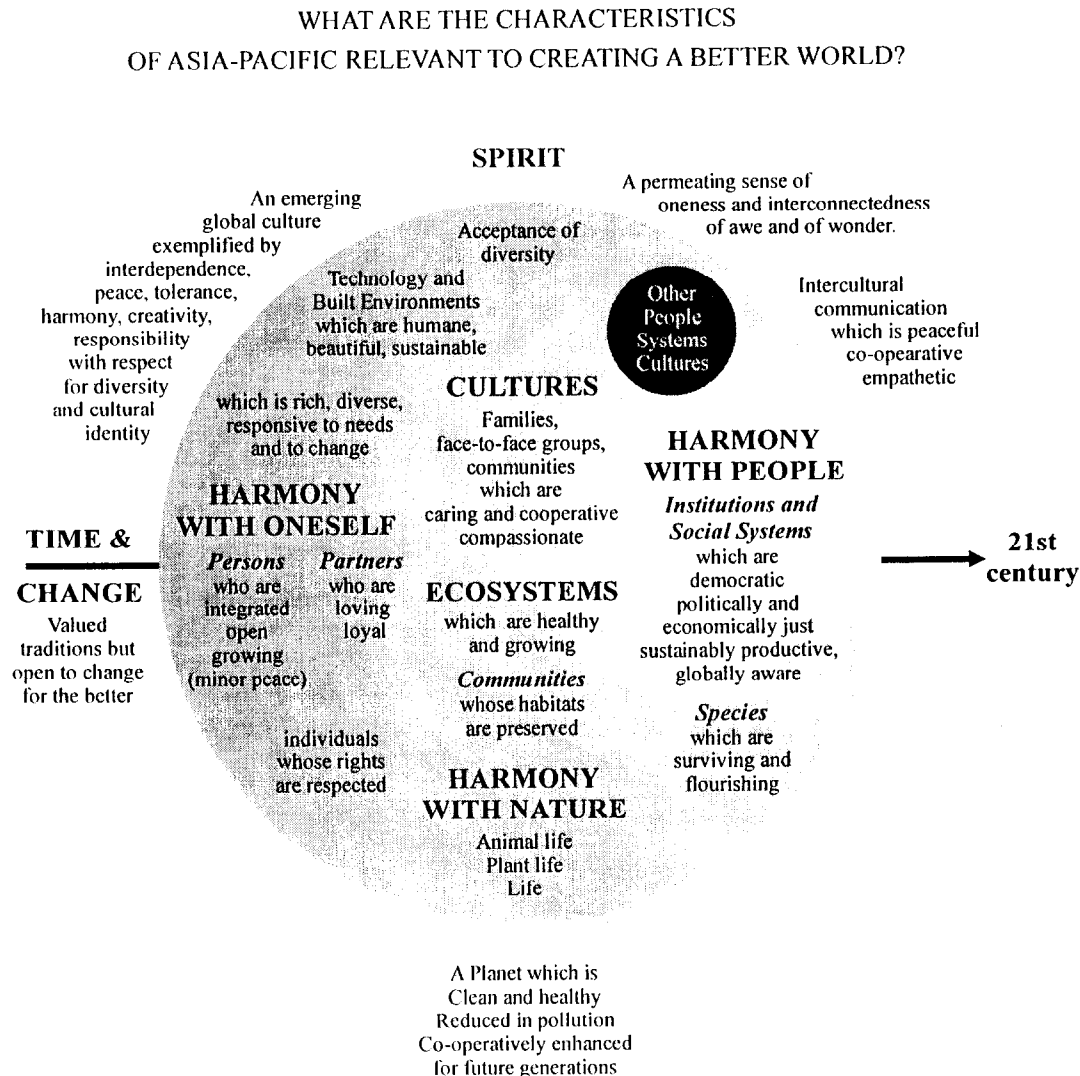 WHAT ARE THE CHARACTERISTICS
OF ASIA-PACIFIC RELEVANT TO CREATING A BETTER WORLD?
SPIRIT
An emerging
global culture
exemplified by
interdependence,
peace, tolerance,
harmony, creativity,
responsibility
with respect
for diversity
and cultural
identity
A permeating sense of
oneness and interconnectedness
of awe and of wonder.
Acceptance of
diversity
Technology and
Built Environments
which are humane,
beautiful, sustainable
Other
People
Systems
Cultures
Intercultural
communication
which is peaceful
co-opearative
empathetic
which is rich, diverse,
responsive to needs
and to change
CULTURES
Families,
face-to-face groups,
communities
which are
caring and cooperative
compassionate
HARMONY
WITH PEOPLE
Institutions and
Social Systems
which are
democratic
politically and
economically just
sustainably productive,
globally aware
HARMONY
WITH ONESELF
Persons
who are
integrated
open
growing
(minor peace)
Partners
who are
loving
loyal
TIME &
CHANGE
Valued
traditions but
open to change
for the better
21st
century
ECOSYSTEMS
which are healthy
and growing
Communities
whose habitats
are preserved
Species
which are
surviving and
flourishing
individuals
whose rights
are respected
HARMONY
WITH NATURE
Animal life
Plant life
Life
A Planet which is
Clean and healthy
Reduced in pollution
Co-operatively enhanced
for future generations